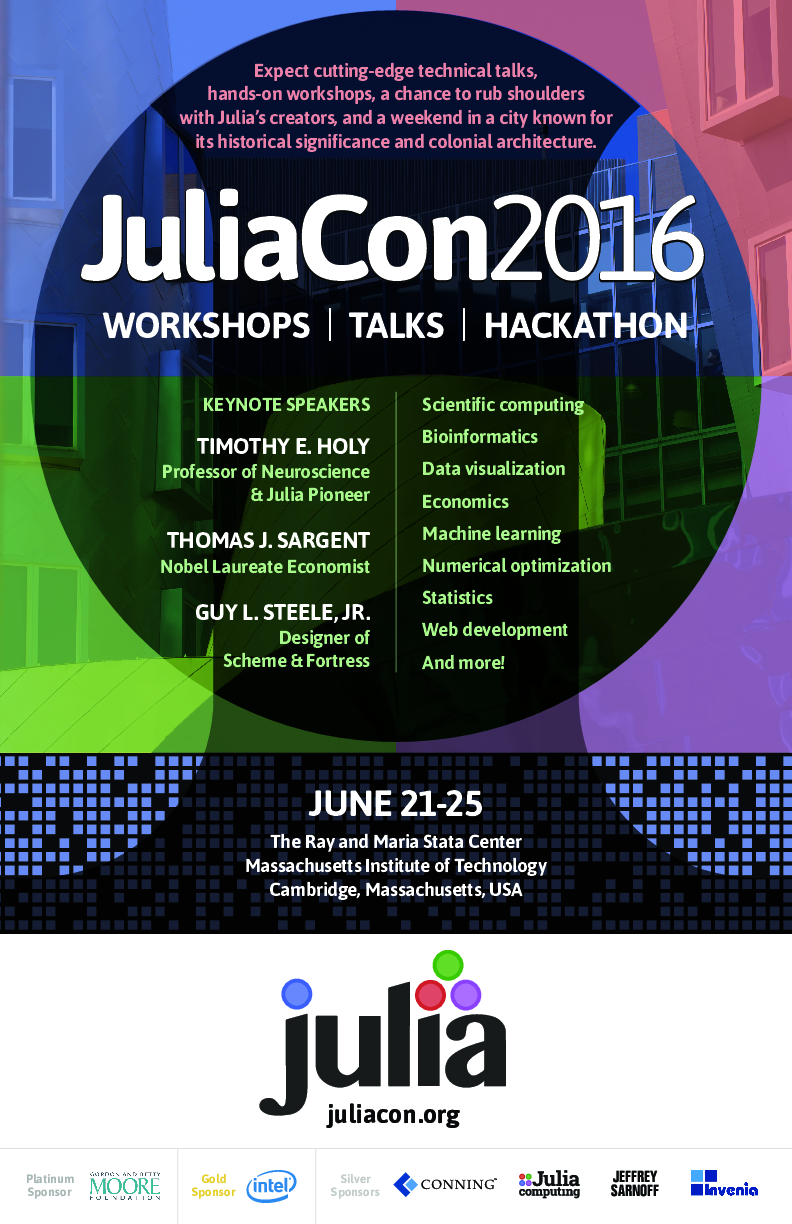 Expect cutting-edge technical talks,
hands-on workshops, a chance to rub shoulders
with Julia's creators, and a weekend in a city known for
its historical significance and colonial architecture.
JuliaCon2016
WORKSHOPS | TALKS | HACKATHON
KEYNOTE SPEAKERS
TIMOTHY E. HOLY
Professor of Neuroscience
& Julia Pioneer
THOMAS J. SARGENT
Nobel Laureate Economist
GUY L. STEELE, JR.
Designer of
Scheme & Fortress
Scientific computing
Bioinformatics
Data visualization
Economics
Machine learning
Numerical optimization
Statistics
Web development
And more!
JUNE 21-25
The Ray and Maria Stata Center
Massachusetts Institute of Technology
Cambridge, Massachusetts, USA
julia
juliacon.org
Platinum
Sponsor
GORDON AND BETTY
MOORE
FOUNDATION
Gold
Sponsor
intel
Silver
Sponsors
CONNING
Julia
computing
JEFFREY
SARNOFF
Invenia